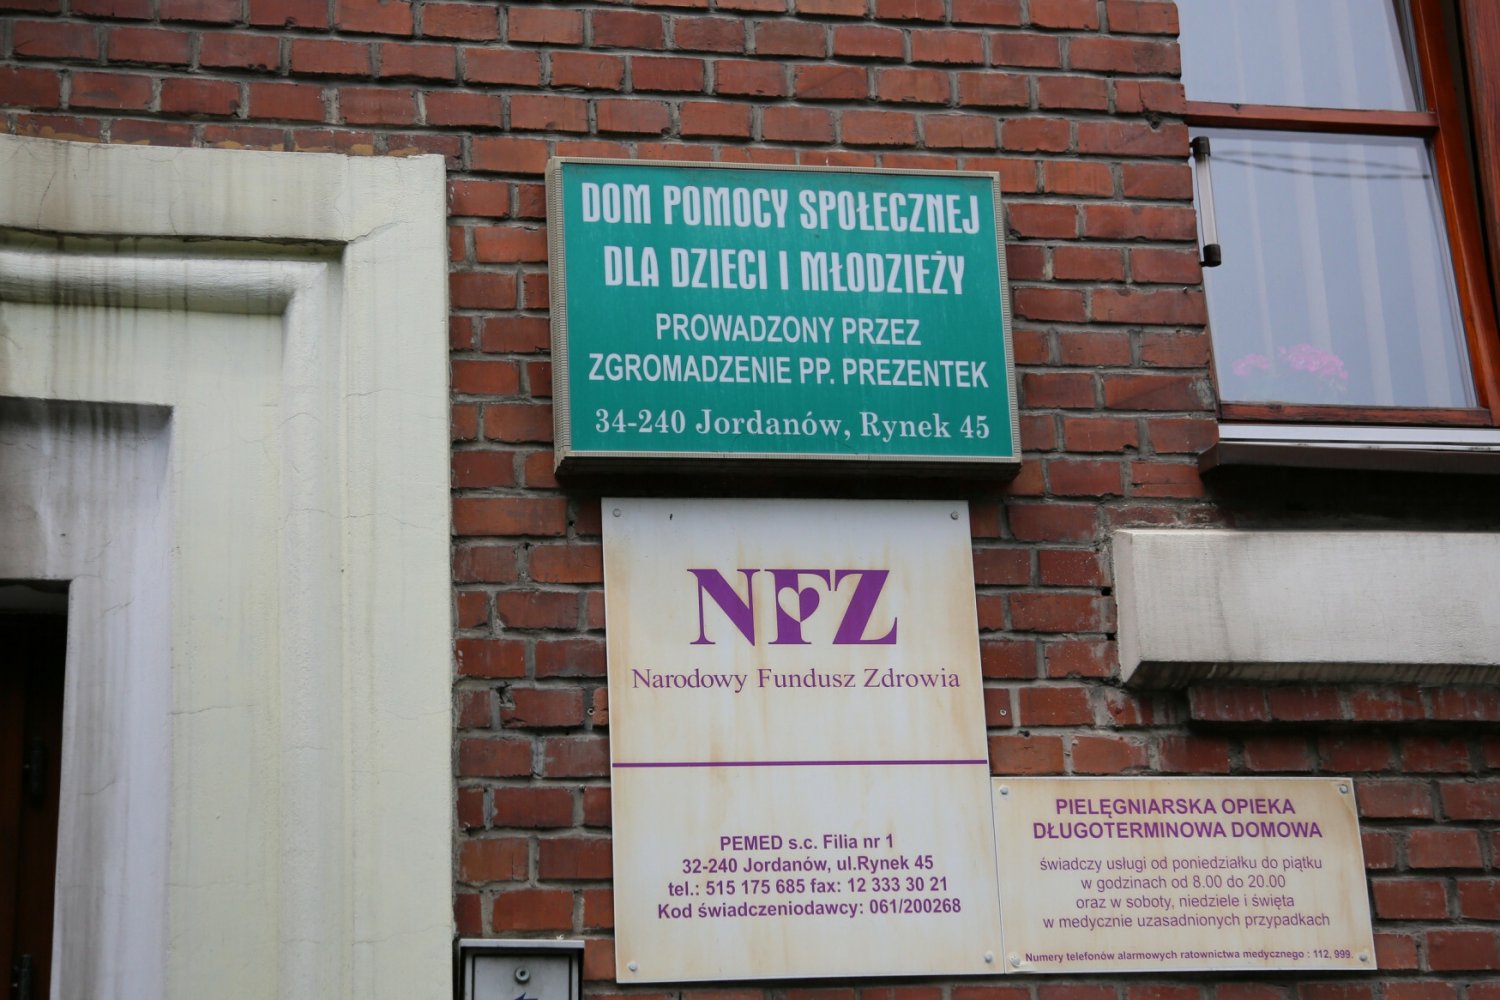 DOM POMOCY SPOŁECZNEJ
DLA DZIECI I MŁODZIEŻY
PROWADZONY PRZEZ
ZGROMADZENIE PP. PREZENTEK
34-240 Jordanów, Rynek 45
NFZ
Narodowy Fundusz Zdrowia
PEMED s.c. Filia nr 1
32-240 Jordanów, ul.Rynek 45
tel.: 515 175 685 fax: 12 333 30 21
Kod świadczeniodawcy: 061/200268
PIELĘGNIARSKA OPIEKA
DŁUGOTERMINOWA DOMOWA
świadczy usługi od poniedziałku do piątku
w godzinach od 8.00 do 20.00
oraz w soboty, niedziele i święta
w medycznie uzasadnionych przypadkach
Numery telefonów alarmowych ratownictwa medycznego : 112, 999.